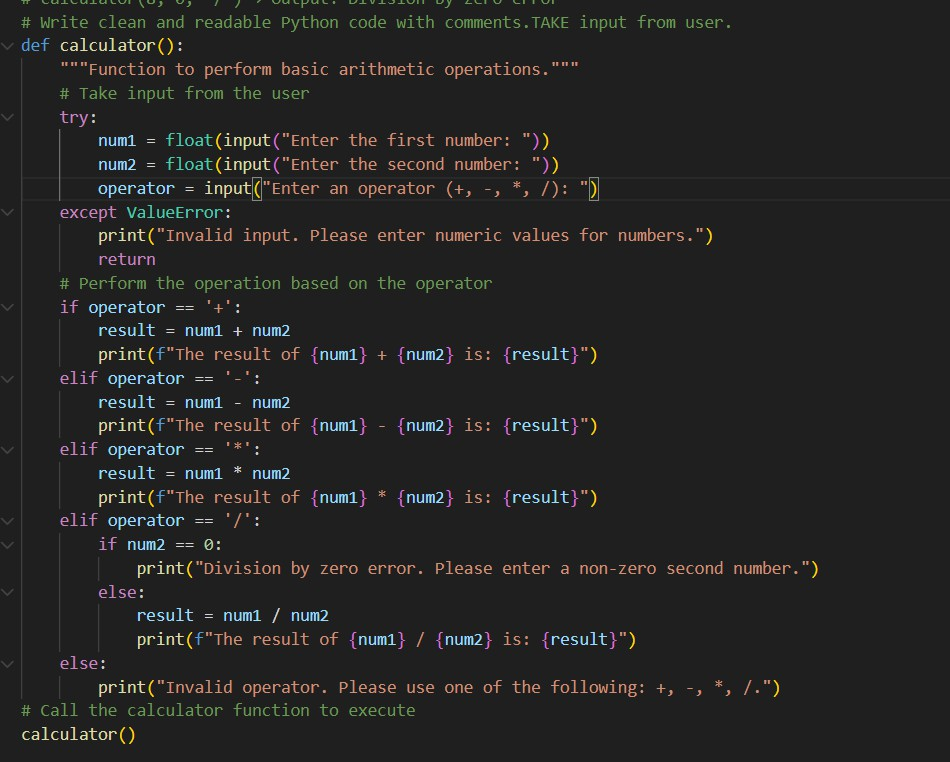 # calculator(8, 0, '/') → Output: Division by zero error
# Write clean and readable Python code with comments.TAKE input from user.
def calculator():
    """Function to perform basic arithmetic operations."""
    # Take input from the user
    try:
        num1 = float(input("Enter the first number: "))
        num2 = float(input("Enter the second number: "))
        operator = input("Enter an operator (+, -, *, /): ")
    except ValueError:
        print("Invalid input. Please enter numeric values for numbers.")
        return
    # Perform the operation based on the operator
    if operator == '+':
        result = num1 + num2
        print(f"The result of {num1} + {num2} is: {result}")
    elif operator == '-':
        result = num1 - num2
        print(f"The result of {num1} - {num2} is: {result}")
    elif operator == '*':
        result = num1 * num2
        print(f"The result of {num1} * {num2} is: {result}")
    elif operator == '/':
        if num2 == 0:
            print("Division by zero error. Please enter a non-zero second number.")
        else:
            result = num1 / num2
            print(f"The result of {num1} / {num2} is: {result}")
    else:
        print("Invalid operator. Please use one of the following: +, -, *, /.")
# Call the calculator function to execute
calculator()